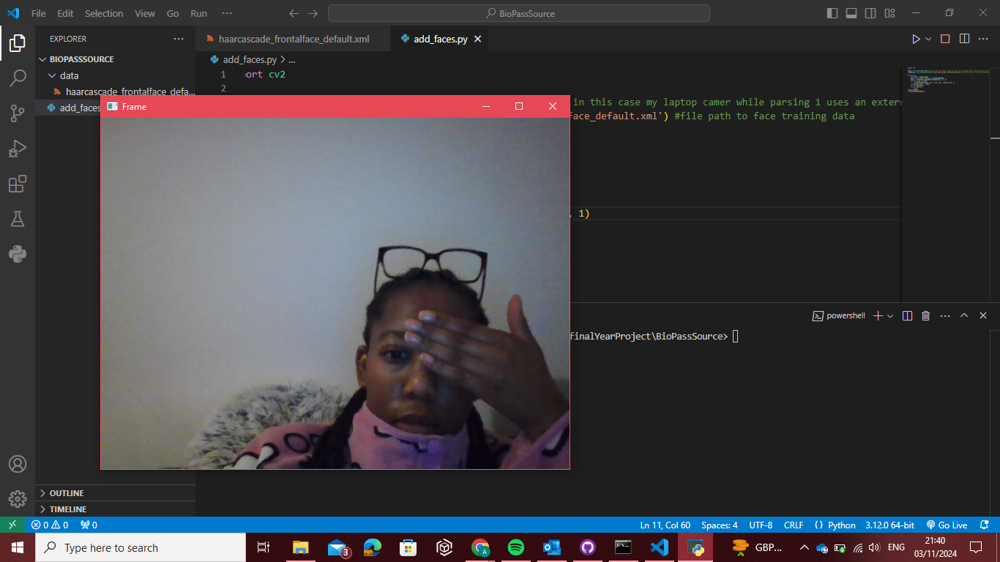 File Edit Selection View Go Run ··· BioPassSource
EXPLORER ···
haarcascade_frontalface_default.xml add_faces.py
BIOPASSSOURCE
data
haarcascade_frontalface_defa...
add_faces
add_faces.py > ...
1 ort cv2
2
in this case my laptop camer while parsing 1 uses an exter
face_default.xml') #file path to face training data
, 1)
Frame
powershell
finalYearProject\BioPassSource>
OUTLINE
TIMELINE
0 0 0 Ln 11, Col 60 Spaces: 4 UTF-8 CRLF {} Python 3.12.0 64-bit Go Live
Type here to search 3 A GBP... ENG 21:40
03/11/2024